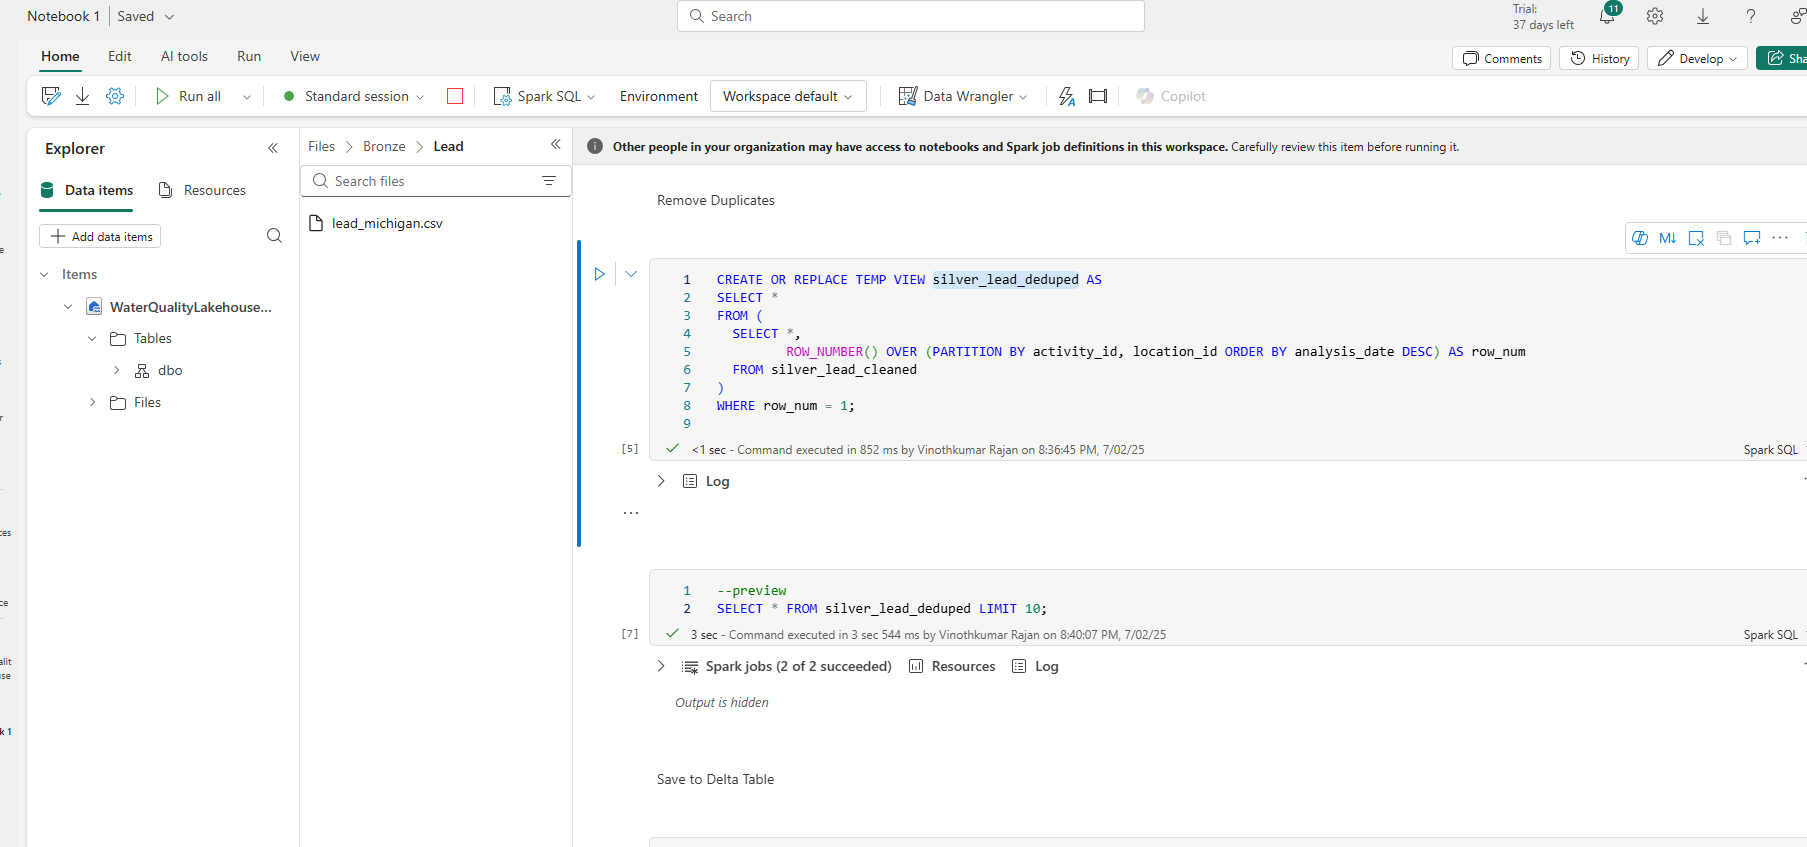 Notebook 1 Saved
Search
Trial:
37 days left
11
?
Home Edit AI tools Run View
Comments History Develop
Run all Standard session Spark SQL Environment Workspace default Data Wrangler Copilot
Explorer
Data items Resources
Add data items
Items
WaterQualityLakehouse...
Tables
dbo
Files
Files > Bronze > Lead
Search files
lead_michigan.csv
Other people in your organization may have access to notebooks and Spark job definitions in this workspace. Carefully review this item before running it.
Remove Duplicates
M↓ ...
1 CREATE OR REPLACE TEMP VIEW silver_lead_deduped AS
2 SELECT *
3 FROM (
4 SELECT *,
5 ROW_NUMBER() OVER (PARTITION BY activity_id, location_id ORDER BY analysis_date DESC) AS row_num
6 FROM silver_lead_cleaned
7 )
8 WHERE row_num = 1;
9
[5] <1 sec - Command executed in 852 ms by Vinothkumar Rajan on 8:36:45 PM, 7/02/25 Spark SQL
Log
...
1 --preview
2 SELECT * FROM silver_lead_deduped LIMIT 10;
[7] 3 sec - Command executed in 3 sec 544 ms by Vinothkumar Rajan on 8:40:07 PM, 7/02/25 Spark SQL
Spark jobs (2 of 2 succeeded) Resources Log
Output is hidden
Save to Delta Table